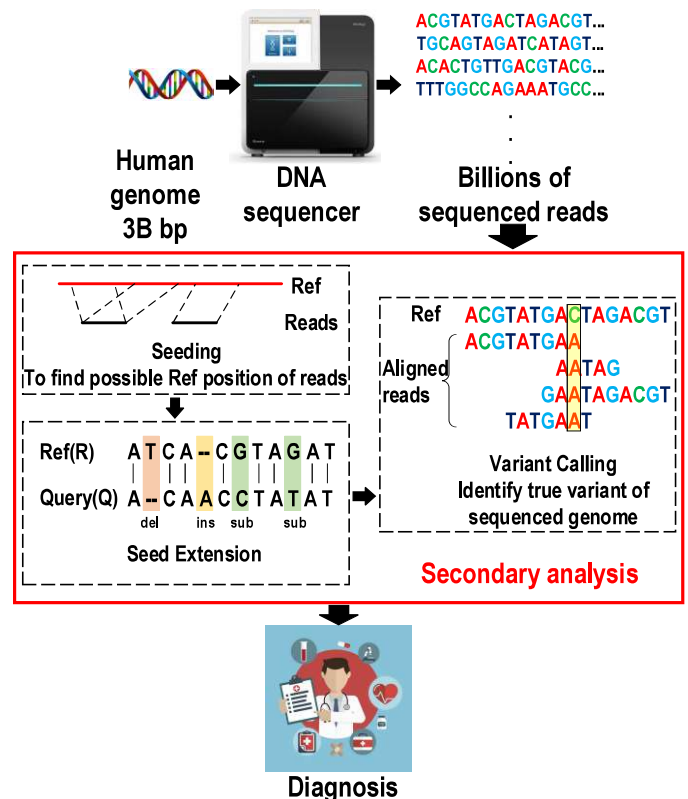 ACGTATGACTAGACGT...
TGCAGTAGATCATAGT...
ACACTGTTGACGTACG...
TTTGGCCAGAAATGCC...
Human
genome
3B bp
DNA
sequencer
Billions of
sequenced reads
Ref
Reads
Seeding
To find possible Ref position of reads
Ref(R) A T C A -- C G T A G A T
Query(Q) A -- C A A C C T A T A T
del ins sub sub
Seed Extension
Ref ACGTATGACTAGACGT
ACGTATGAA
Aligned
reads
AATAG
GAATAGACGT
TATGAAT
Variant Calling
Identify true variant of
sequenced genome
Secondary analysis
Diagnosis